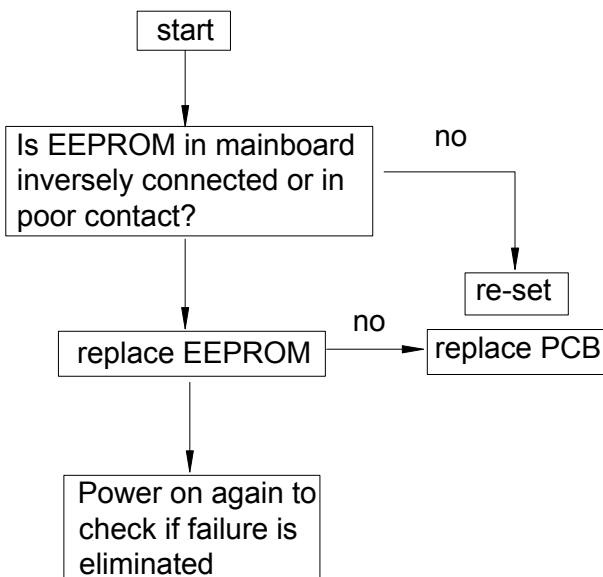 start
Is EEPROM in mainboard
inversely connected or in
poor contact?
no
re-set
replace EEPROM
no
replace PCB
Power on again to
check if failure is
eliminated